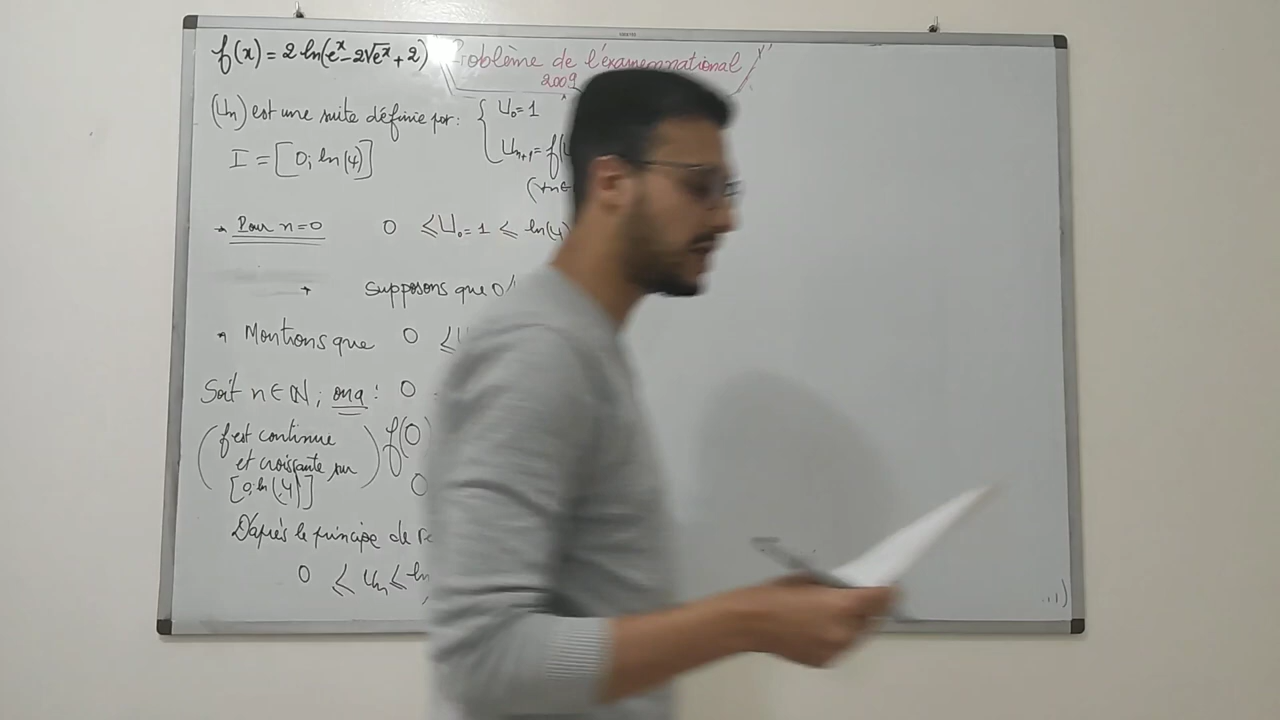 f(x) = 2 ln(eˣ - 2√eˣ + 2)
Problème de l'examen national
2009
(Un) est une suite définie par : { U₀ = 1
Un+1 = f(U
(∀n∈
I = [0; ln(4)]
* Pour n=0 0 ≤ U₀ = 1 ≤ ln(4)
* supposons que 0
* Montrons que 0 ≤ U
Soit n ∈ ℕ ; on a : 0
(f est continue
et croissante sur
[0; ln(4)]) f(0)
0
D'après le principe de
0 ≤ Un ≤ ln